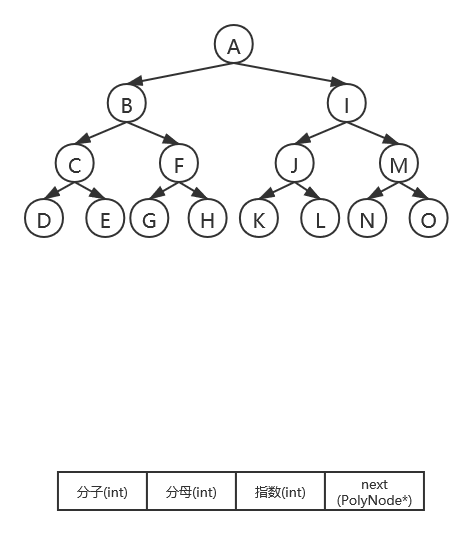 A
B I
C F J M
D E G H K L N O
分子(int) 分母(int) 指数(int) next
(PolyNode*)